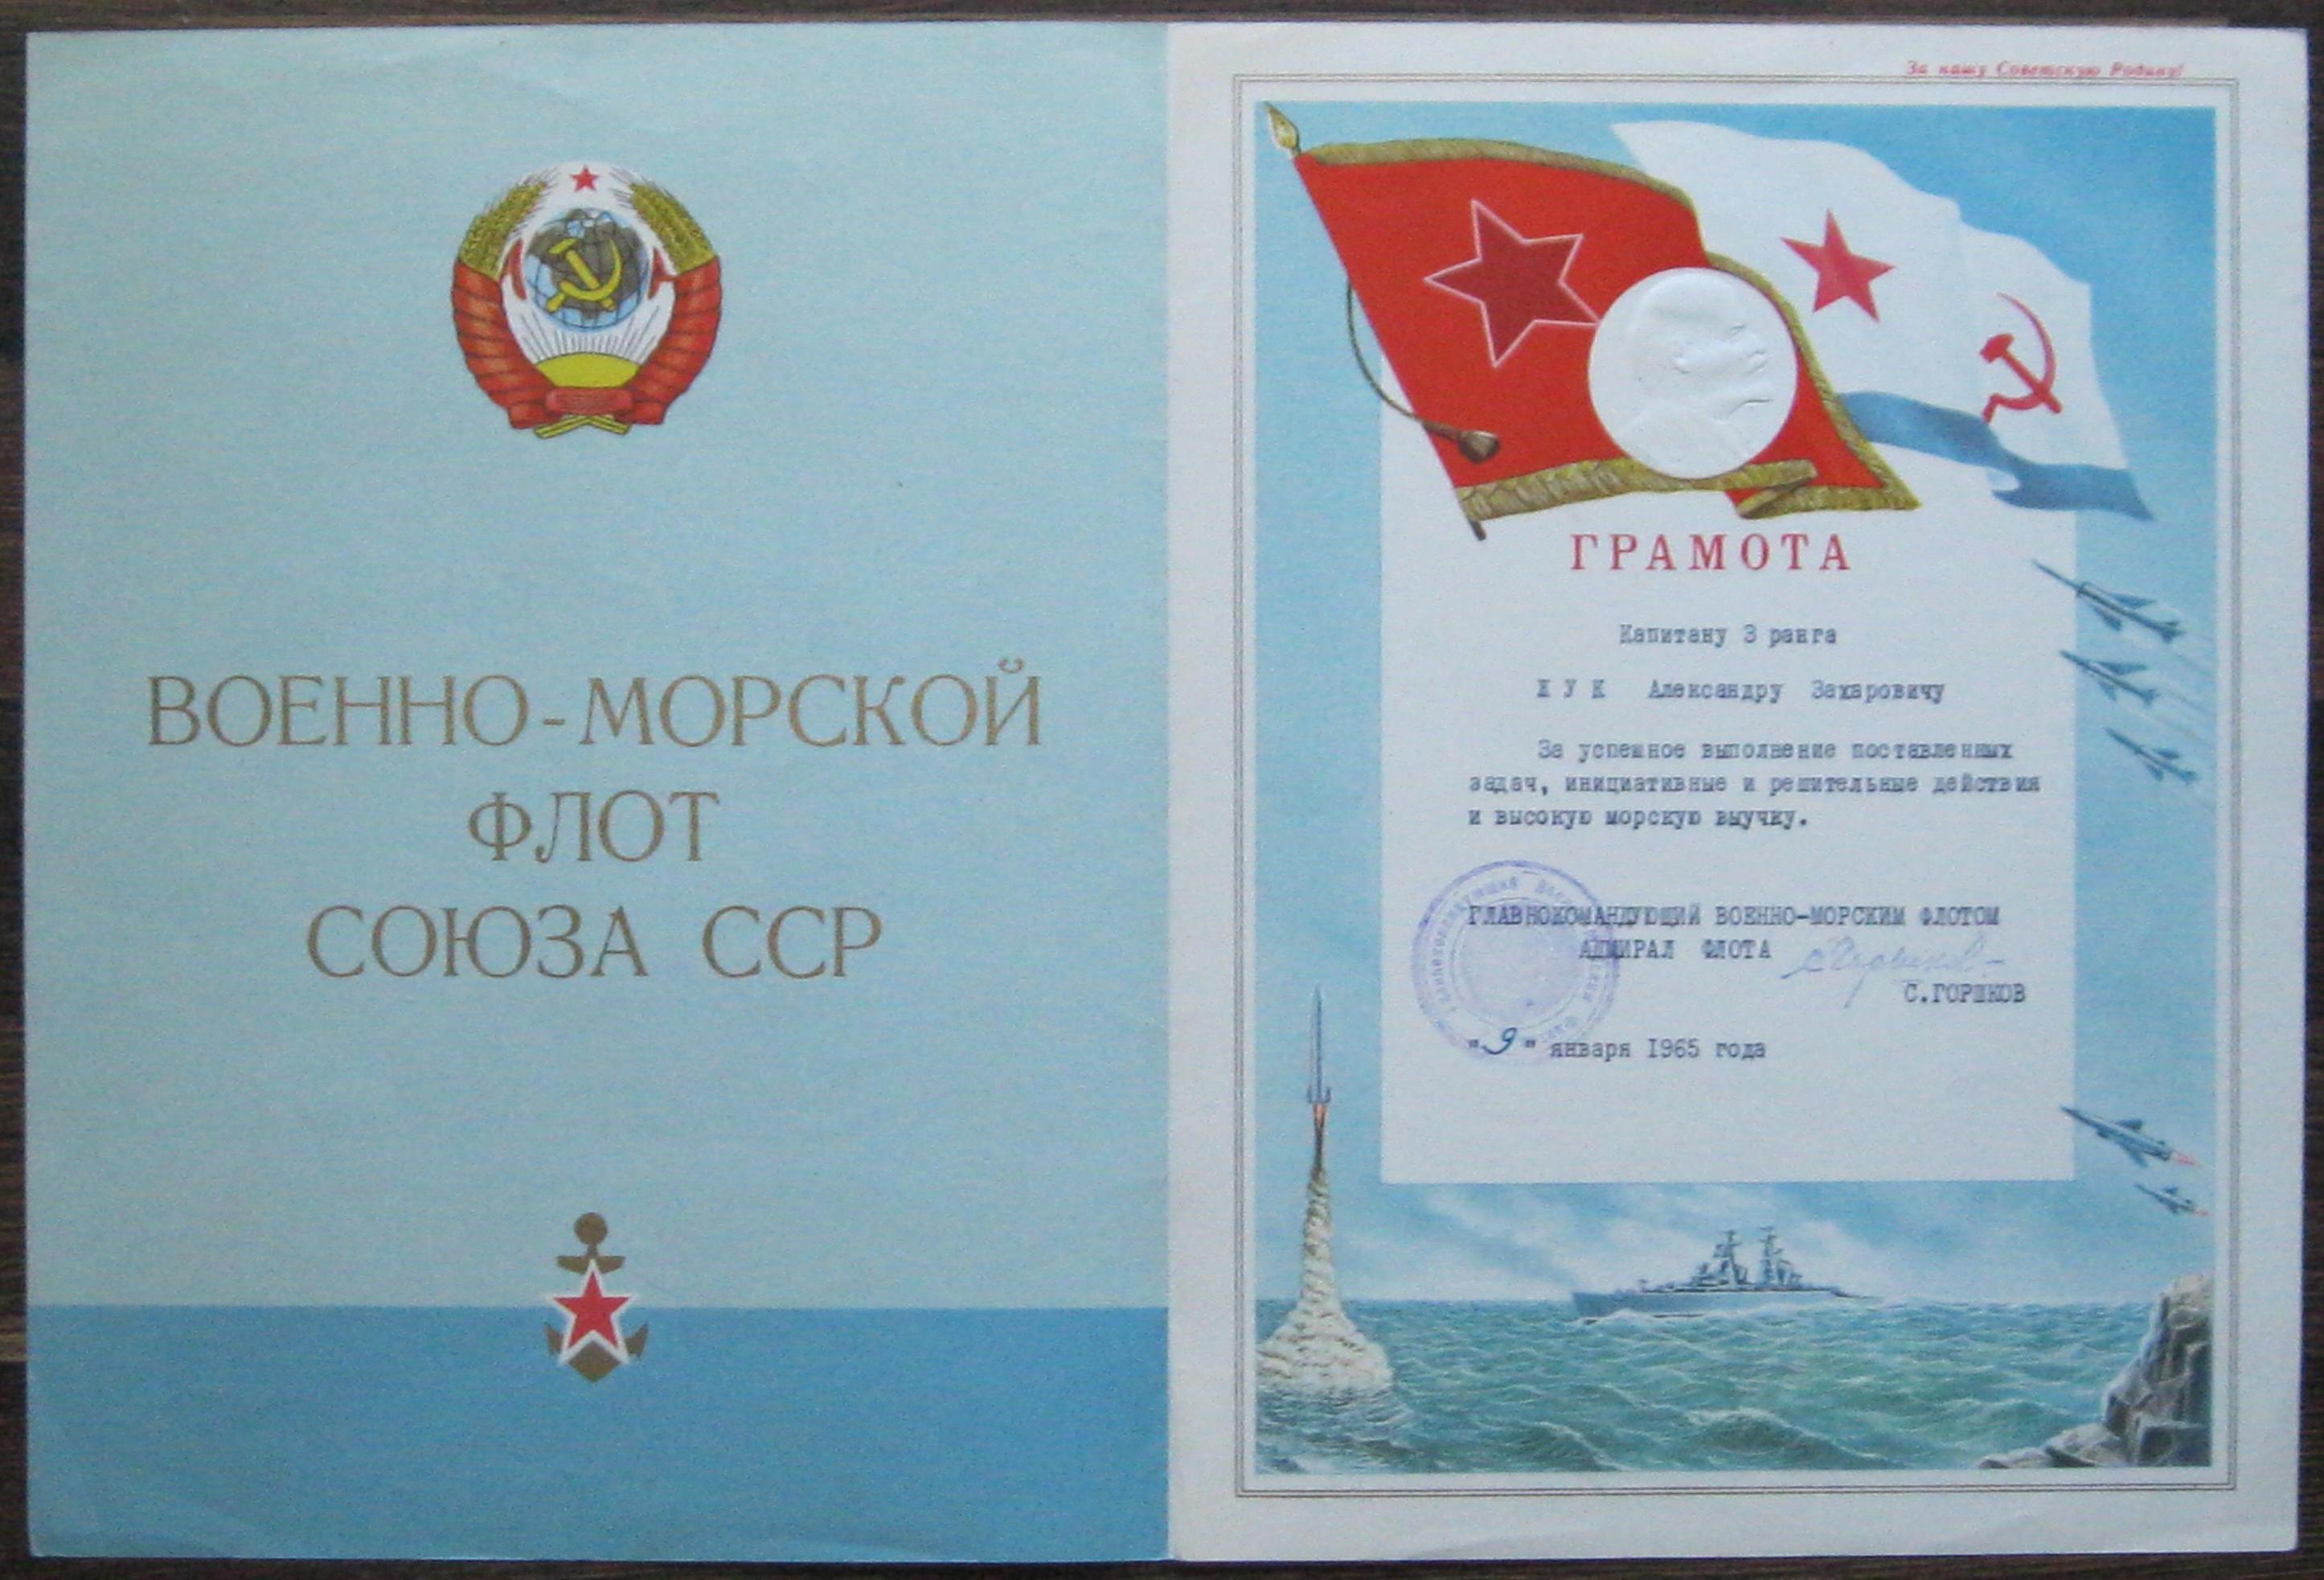 ВОЕННО-МОРСКОЙ
ФЛОТ
СОЮЗА ССР
За нашу Советскую Родину!
ГРАМОТА
Капитану 3 ранга
Ж У К Александру Захаровичу
За успешное выполнение поставленных
задач, инициативные и решительные действия
и высокую морскую выучку.
ГЛАВНОКОМАНДУЮЩИЙ ВОЕННО-МОРСКИМ ФЛОТОМ
АДМИРАЛ ФЛОТА
С.ГОРШКОВ
"9" января 1965 года